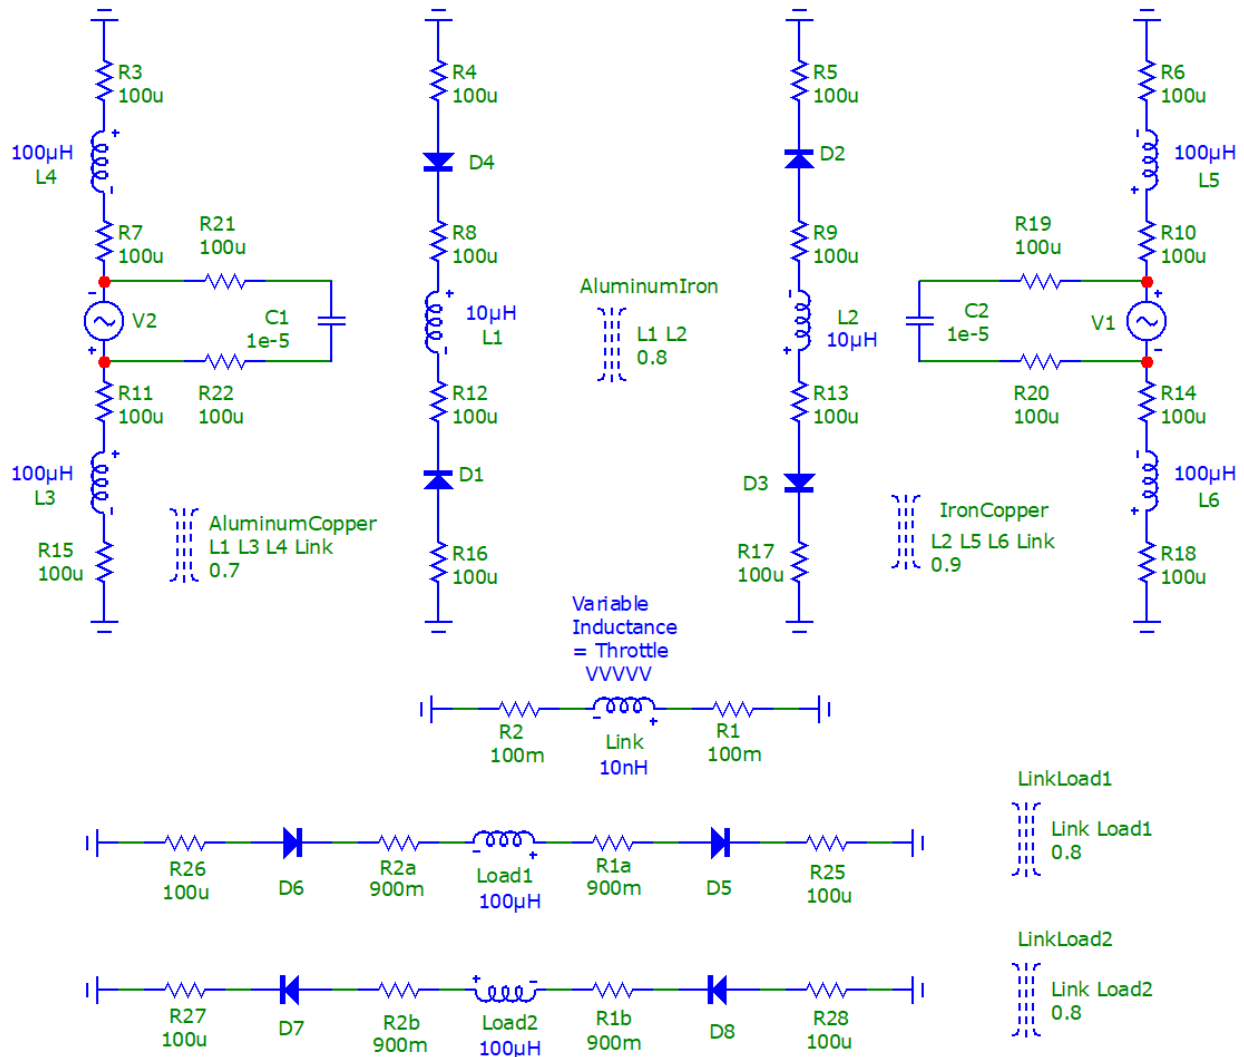 R3
100u
R4
100u
R5
100u
R6
100u
100µH
L4
D4
D2
100µH
L5
R7
100u
R21
100u
R8
100u
R9
100u
R19
100u
R10
100u
V2
C1
1e-5
10µH
L1
AluminumIron
L1 L2
0.8
L2
10µH
C2
1e-5
V1
R11
100u
R22
100u
R12
100u
R13
100u
R20
100u
R14
100u
100µH
L3
D1
D3
100µH
L6
AluminumCopper
L1 L3 L4 Link
0.7
IronCopper
L2 L5 L6 Link
0.9
R15
100u
R16
100u
R17
100u
R18
100u
Variable
Inductance
= Throttle
VVVVV
R2
100m
Link
10nH
R1
100m
LinkLoad1
Link Load1
0.8
R26
100u
D6
R2a
900m
Load1
100µH
R1a
900m
D5
R25
100u
LinkLoad2
Link Load2
0.8
R27
100u
D7
R2b
900m
Load2
100µH
R1b
900m
D8
R28
100u